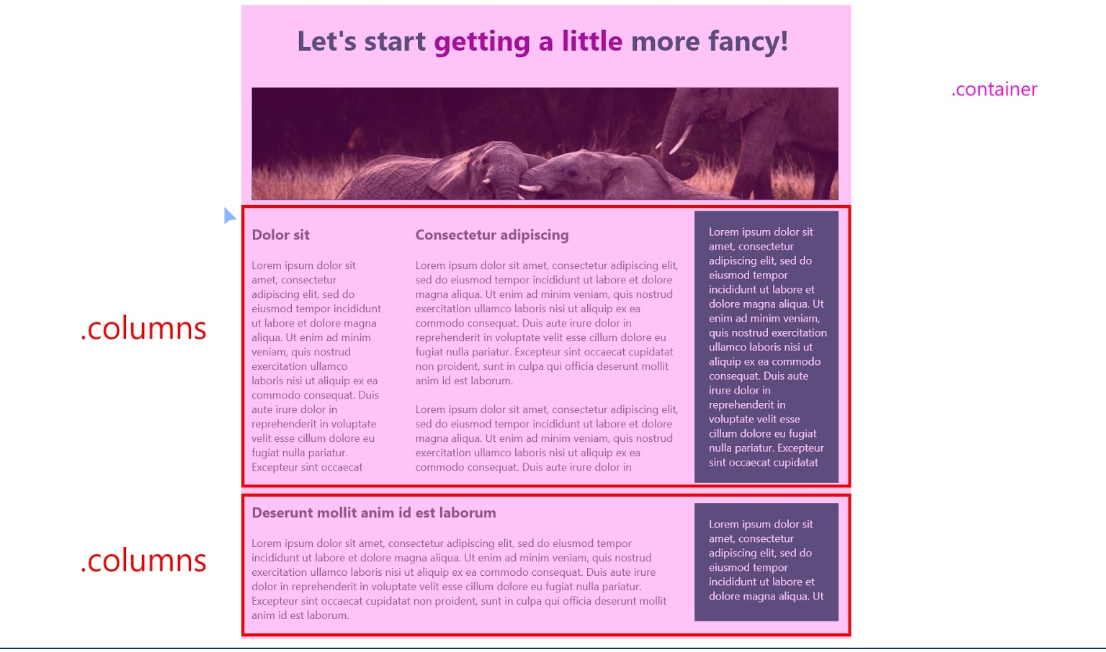 Let's start getting a little more fancy!
.container
.columns
Dolor sit
Lorem ipsum dolor sit
amet, consectetur
adipiscing elit, sed do
eiusmod tempor incididunt
ut labore et dolore magna
aliqua. Ut enim ad minim
veniam, quis nostrud
exercitation ullamco
laboris nisi ut aliquip ex ea
commodo consequat. Duis
aute irure dolor in
reprehenderit in voluptate
velit esse cillum dolore eu
fugiat nulla pariatur.
Excepteur sint occaecat
Consectetur adipiscing
Lorem ipsum dolor sit amet, consectetur adipiscing elit,
sed do eiusmod tempor incididunt ut labore et dolore
magna aliqua. Ut enim ad minim veniam, quis nostrud
exercitation ullamco laboris nisi ut aliquip ex ea
commodo consequat. Duis aute irure dolor in
reprehenderit in voluptate velit esse cillum dolore eu
fugiat nulla pariatur. Excepteur sint occaecat cupidatat
non proident, sunt in culpa qui officia deserunt mollit
anim id est laborum.
Lorem ipsum dolor sit amet, consectetur adipiscing elit,
sed do eiusmod tempor incididunt ut labore et dolore
magna aliqua. Ut enim ad minim veniam, quis nostrud
exercitation ullamco laboris nisi ut aliquip ex ea
commodo consequat. Duis aute irure dolor in
Lorem ipsum dolor sit
amet, consectetur
adipiscing elit, sed do
eiusmod tempor
incididunt ut labore et
dolore magna aliqua. Ut
enim ad minim veniam,
quis nostrud exercitation
ullamco laboris nisi ut
aliquip ex ea commodo
consequat. Duis aute
irure dolor in
reprehenderit in
voluptate velit esse
cillum dolore eu fugiat
nulla pariatur. Excepteur
sint occaecat cupidatat
.columns
Deserunt mollit anim id est laborum
Lorem ipsum dolor sit amet, consectetur adipiscing elit, sed do eiusmod tempor
incididunt ut labore et dolore magna aliqua. Ut enim ad minim veniam, quis nostrud
exercitation ullamco laboris nisi ut aliquip ex ea commodo consequat. Duis aute irure
dolor in reprehenderit in voluptate velit esse cillum dolore eu fugiat nulla pariatur.
Excepteur sint occaecat cupidatat non proident, sunt in culpa qui officia deserunt mollit
anim id est laborum.
Lorem ipsum dolor sit
amet, consectetur
adipiscing elit, sed do
eiusmod tempor
incididunt ut labore et
dolore magna aliqua. Ut